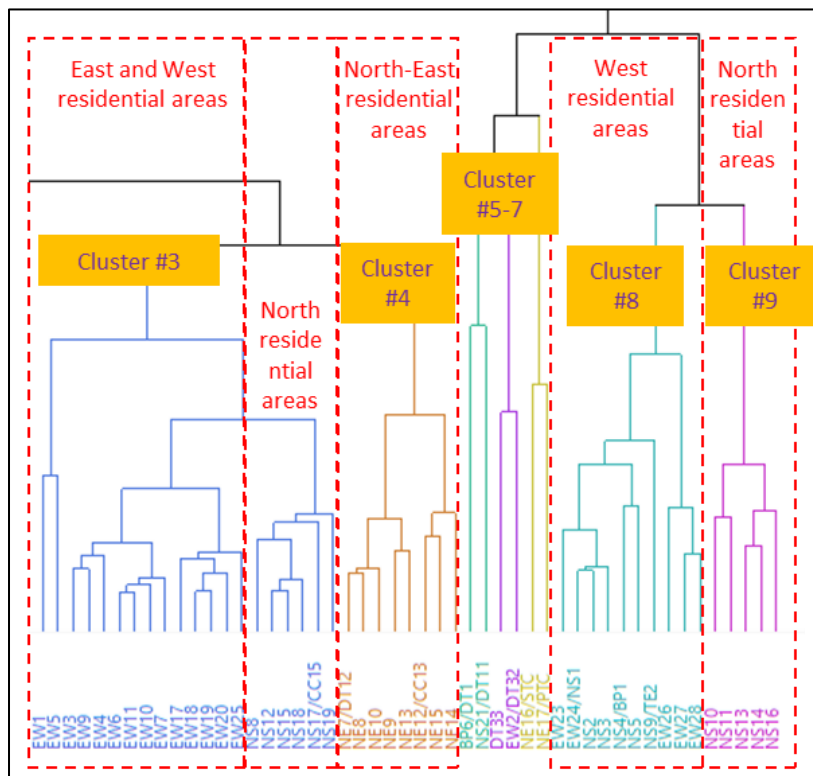 East and West
residential areas
North-East
residential
areas
West
residential
areas
North
residen
tial
areas
Cluster
#5-7
Cluster #3
Cluster
#4
Cluster
#8
Cluster
#9
North
reside
ntial
areas
EW1
EW5
EW3
EW9
EW4
EW6
EW11
EW10
EW7
EW17
EW18
EW19
EW20
EW25
NS8
NS12
NS15
NS18
NS17/CC15
NS19
NE7/DT12
NE8
NE10
NE9
NE13
NE12/CC13
NE15
NE14
BP6/DT1
NS21/DT11
DT33
EW2/DT32
NE16/STC
NE17/PTC
EW23
EW24/NS1
NS2
NS3
NS4/BP1
NS5
NS9/TE2
EW26
EW27
EW28
NS10
NS11
NS13
NS14
NS16